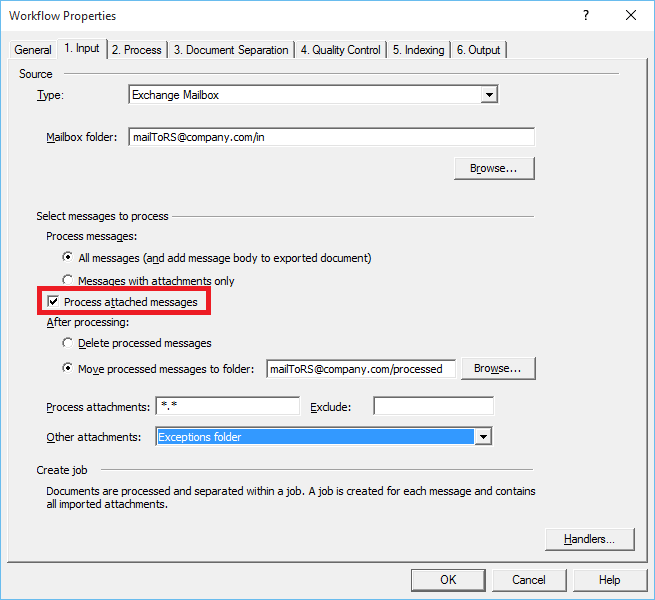 Workflow Properties ?
General 1. Input 2. Process 3. Document Separation 4. Quality Control 5. Indexing 6. Output
Source
Type: Exchange Mailbox
Mailbox folder: mailToRS@company.com/in
Browse...
Select messages to process
Process messages:
All messages (and add message body to exported document)
Messages with attachments only
Process attached messages
After processing:
Delete processed messages
Move processed messages to folder: mailToRS@company.com/processed Browse...
Process attachments: *.* Exclude:
Other attachments: Exceptions folder
Create job
Documents are processed and separated within a job. A job is created for each message and contains
all imported attachments.
Handlers...
OK Cancel Help